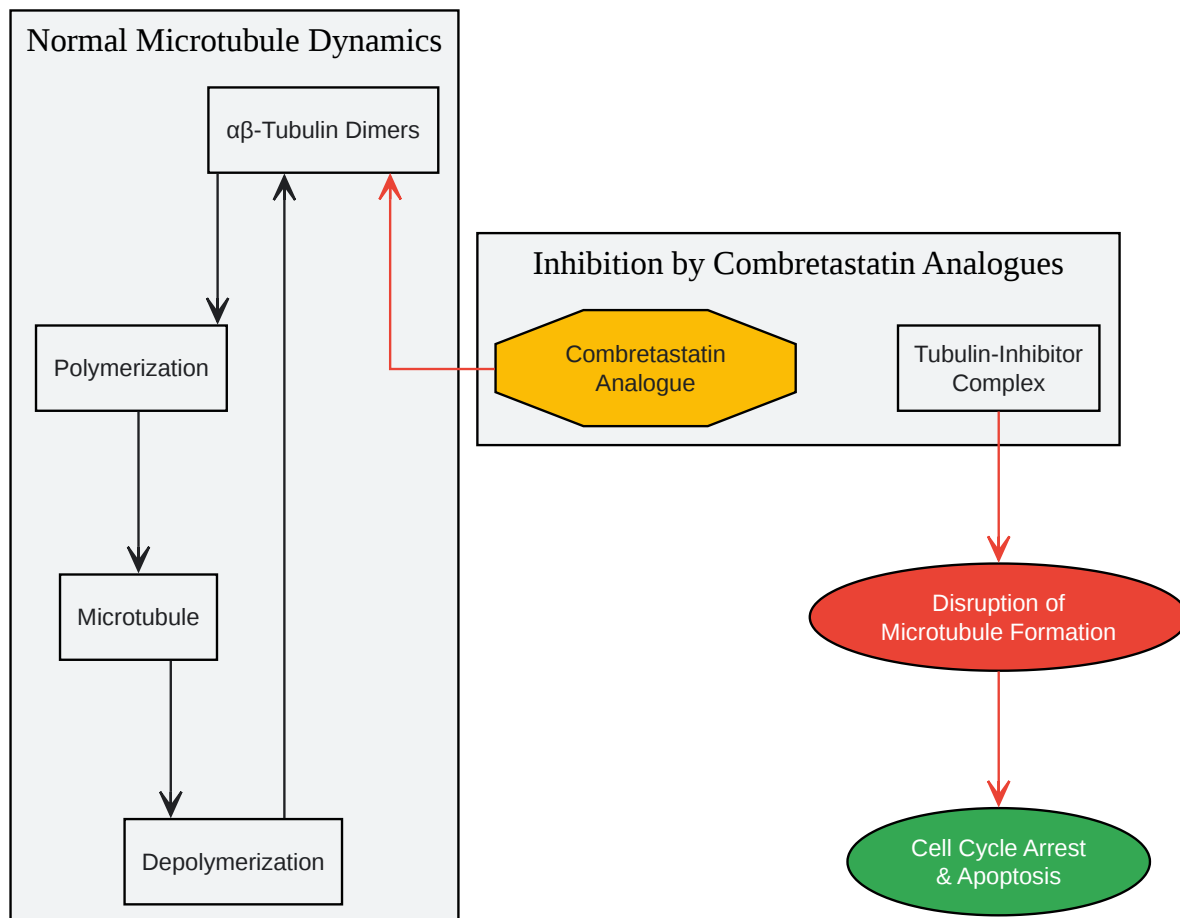 Normal Microtubule Dynamics
αβ-Tubulin Dimers
Polymerization
Microtubule
Depolymerization
Inhibition by Combretastatin Analogues
Combretastatin
Analogue
Tubulin-Inhibitor
Complex
Disruption of
Microtubule Formation
Cell Cycle Arrest
& Apoptosis